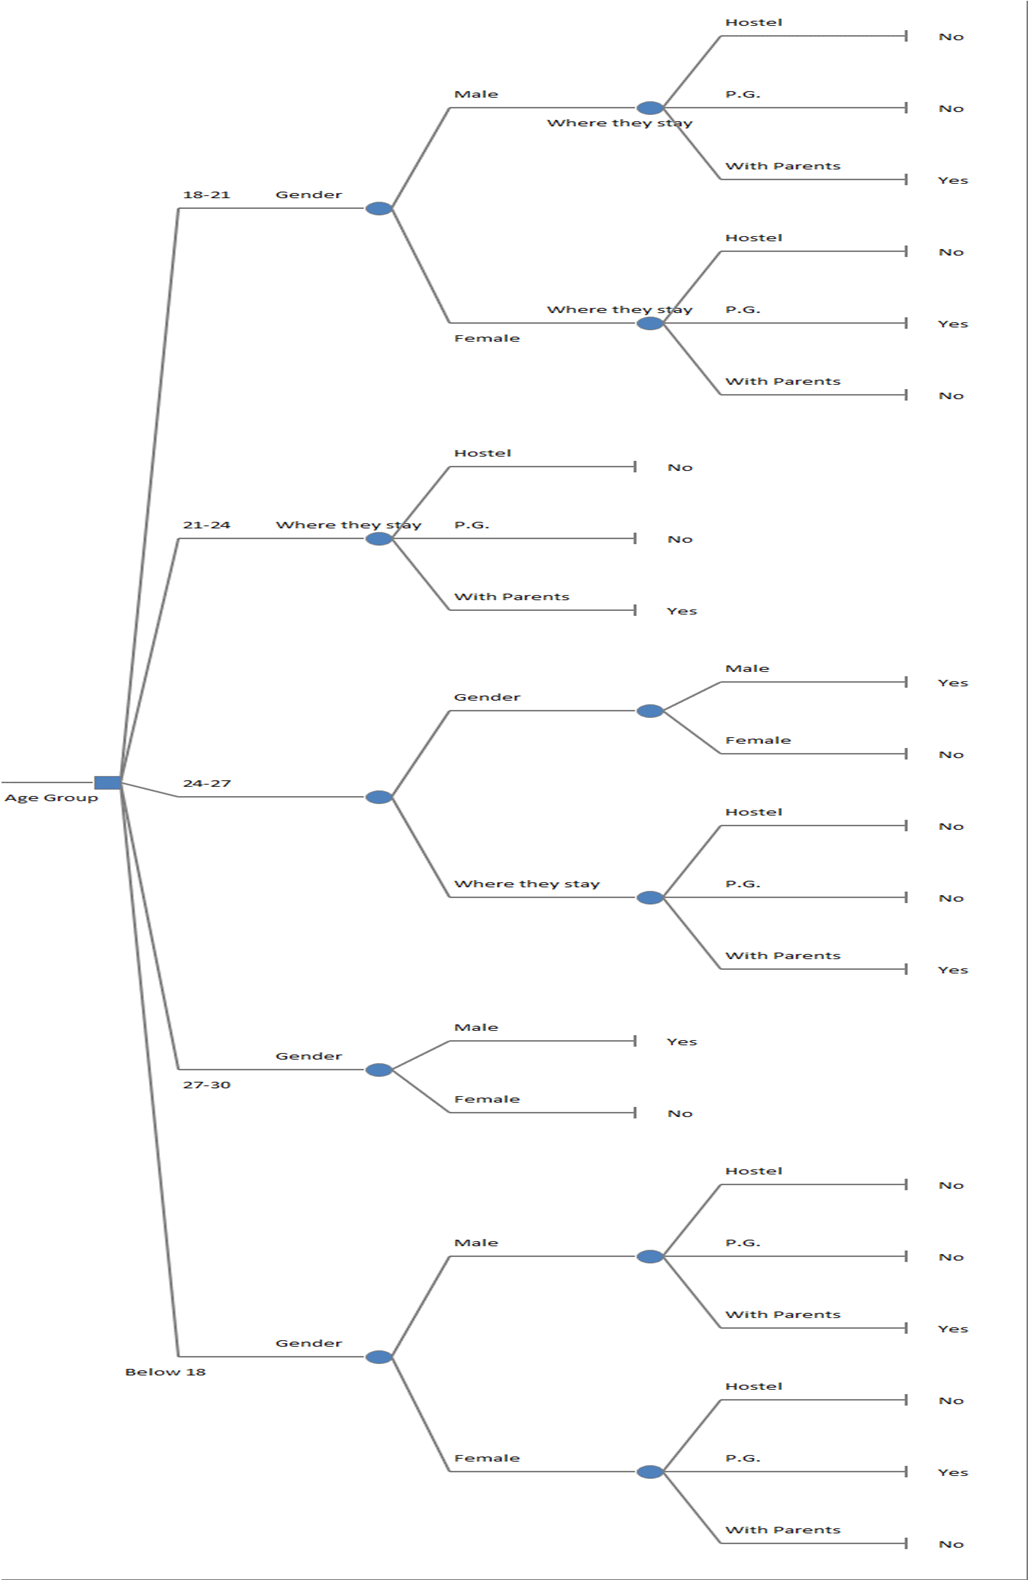 Hostel
No
Male
P.G.
No
Where they stay
With Parents
Yes
18-21
Gender
Hostel
No
Where they stay
P.G.
Yes
Female
With Parents
No
Hostel
No
21-24
Where they stay
P.G.
No
With Parents
Yes
Male
Yes
Gender
Female
No
24-27
Age Group
Hostel
No
Where they stay
P.G.
No
With Parents
Yes
Male
Yes
Gender
27-30
Female
No
Hostel
No
Male
P.G.
No
With Parents
Yes
Gender
Below 18
Hostel
No
Female
P.G.
Yes
With Parents
No